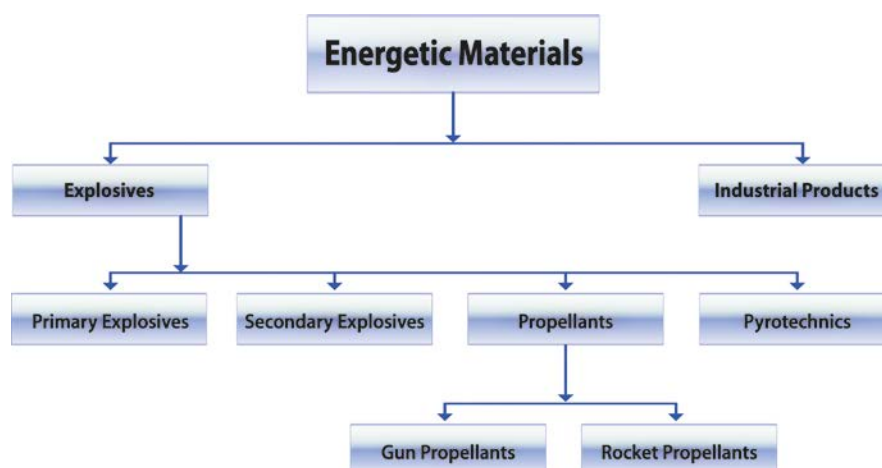 Energetic Materials
Explosives
Industrial Products
Primary Explosives
Secondary Explosives
Propellants
Pyrotechnics
Gun Propellants
Rocket Propellants